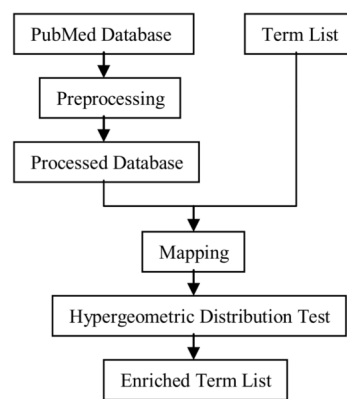 PubMed Database
Term List
Preprocessing
Processed Database
Mapping
Hypergeometric Distribution Test
Enriched Term List